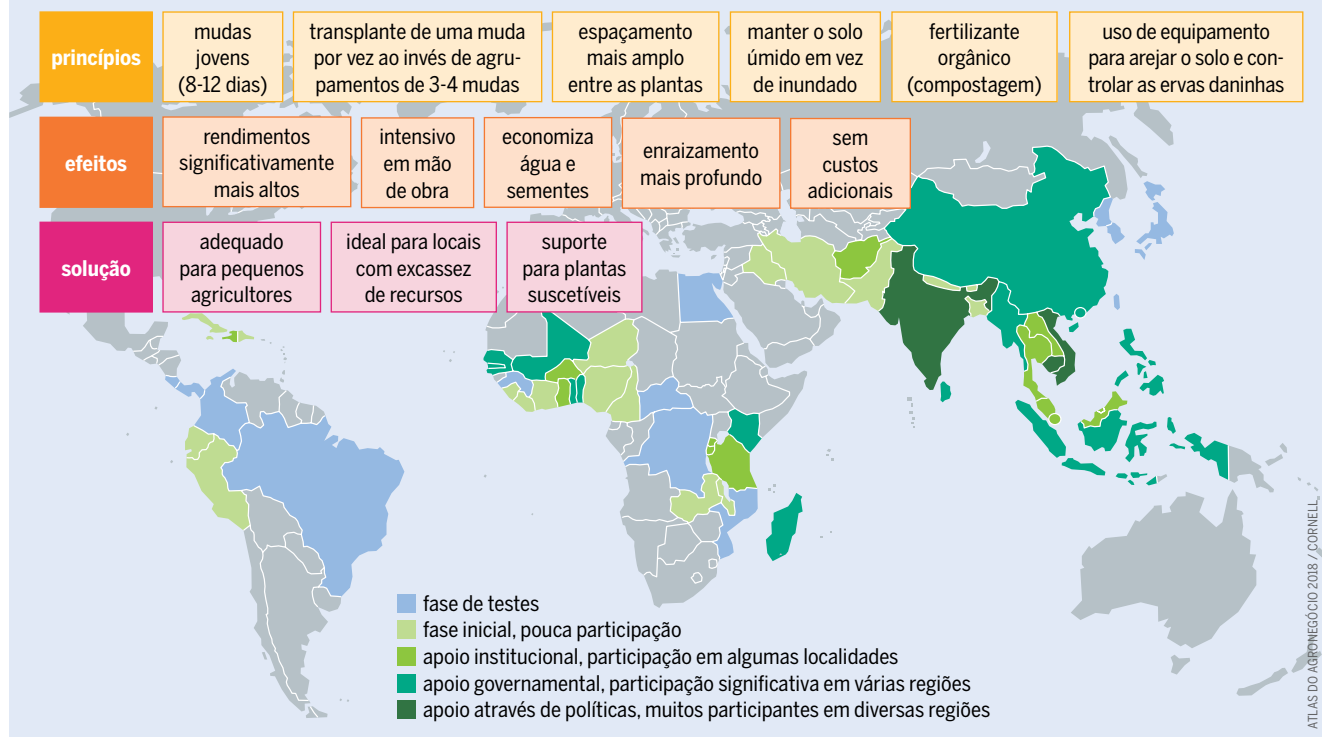 princípios
mudas
jovens
(8-12 dias)
transplante de uma muda
por vez ao invés de agru-
pamentos de 3-4 mudas
espaçamento
mais amplo
entre as plantas
manter o solo
úmido em vez
de inundado
fertilizante
orgânico
(compostagem)
uso de equipamento
para arejar o solo e con-
trolar as ervas daninhas
efeitos
rendimentos
significativamente
mais altos
intensivo
em mão
de obra
economiza
água e
sementes
enraizamento
mais profundo
sem
custos
adicionais
solução
adequado
para pequenos
agricultores
ideal para locais
com escassez
de recursos
suporte
para plantas
suscetíveis
fase de testes
fase inicial, pouca participação
apoio institucional, participação em algumas localidades
apoio governamental, participação significativa em várias regiões
apoio através de políticas, muitos participantes em diversas regiões
ATLAS DO AGRONEGÓCIO 2018 / CORNELL